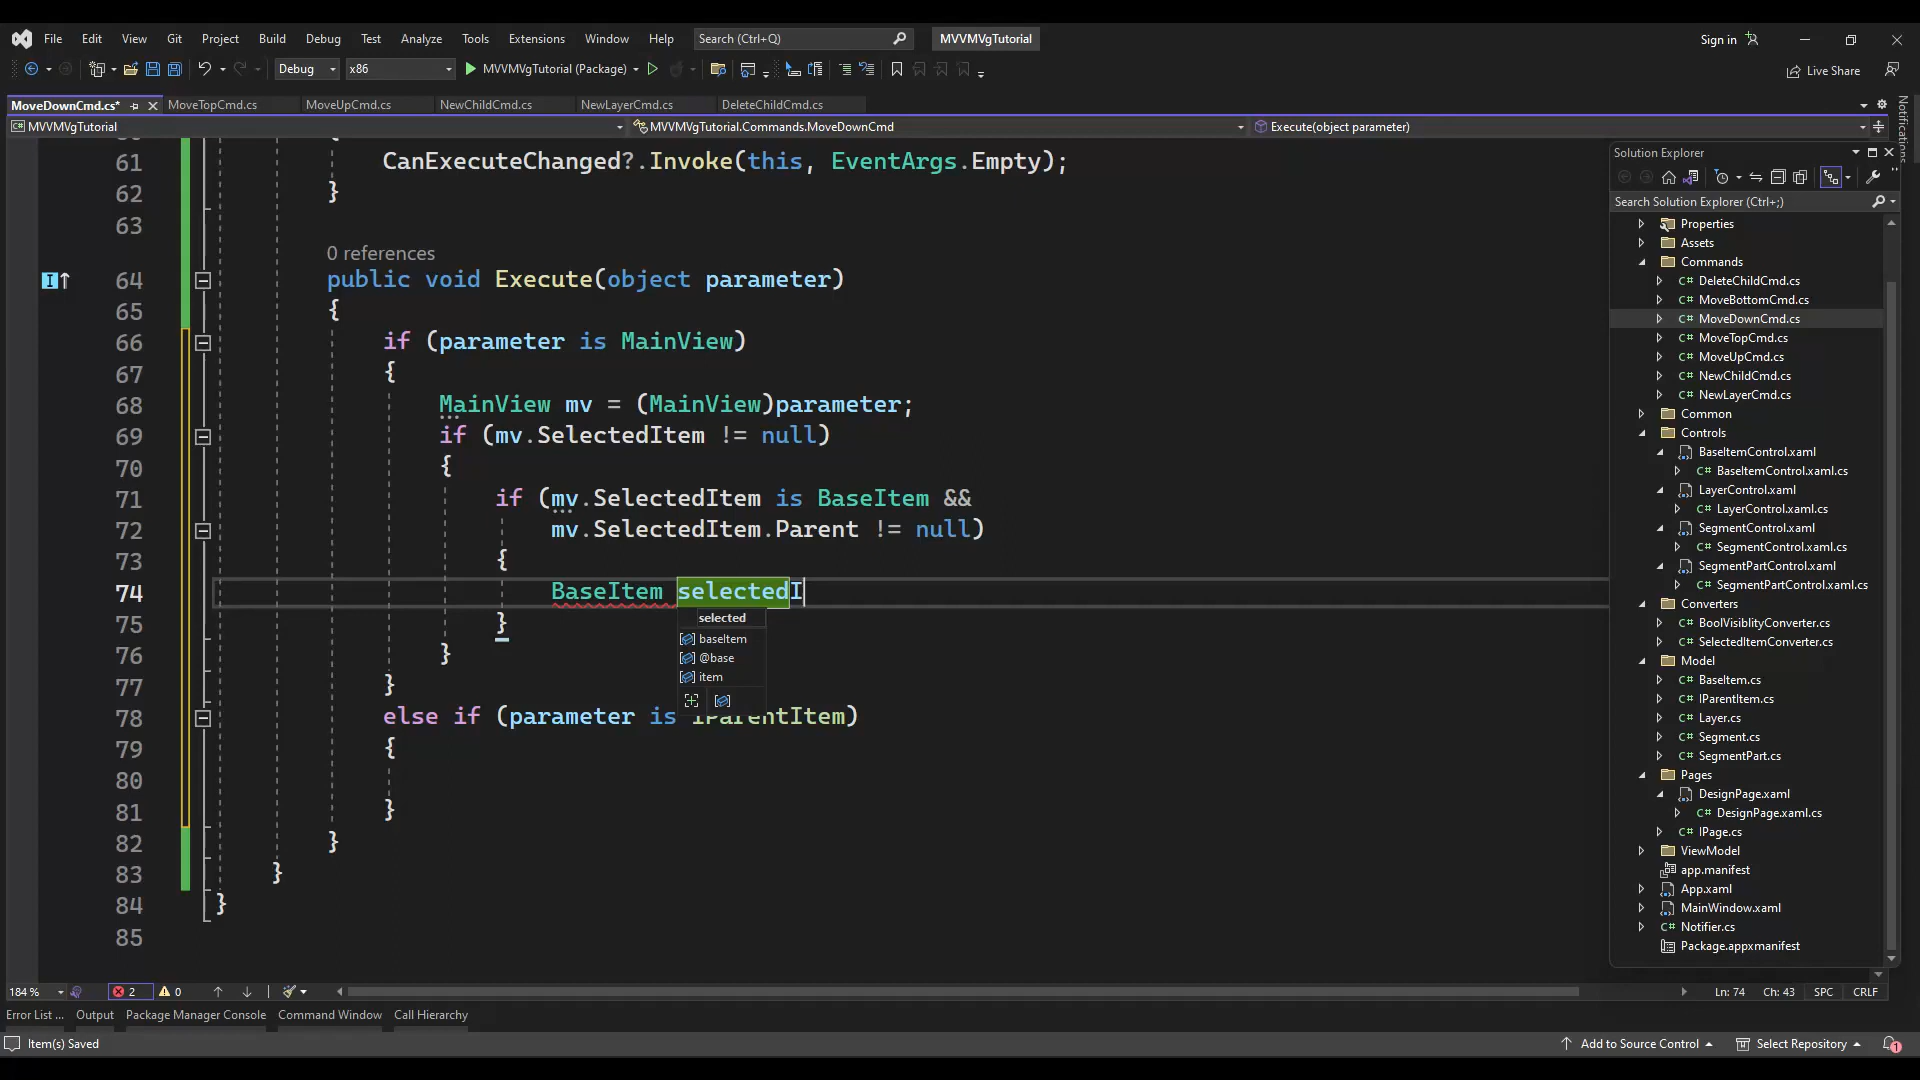 File Edit View Git Project Build Debug Test Analyze Tools Extensions Window Help Search (Ctrl+Q) MVVMVgTutorial Sign in
Debug x86 MVVMVgTutorial (Package) Live Share
MoveDownCmd.cs* MoveTopCmd.cs MoveUpCmd.cs NewChildCmd.cs NewLayerCmd.cs DeleteChildCmd.cs
MVVMVgTutorial MVVMVgTutorial.Commands.MoveDownCmd Execute(object parameter)
Notifications
61 CanExecuteChanged?.Invoke(this, EventArgs.Empty);
62 }
63
0 references
64 public void Execute(object parameter)
65 {
66 if (parameter is MainView)
67 {
68 MainView mv = (MainView)parameter;
69 if (mv.SelectedItem != null)
70 {
71 if (mv.SelectedItem is BaseItem &&
72 mv.SelectedItem.Parent != null)
73 {
74 BaseItem selectedI
selected
75 }
baseItem
76 }
@base
item
77 }
78 else if (parameter is IParentItem)
79 {
80
81 }
82 }
83 }
84 }
85
Solution Explorer
Search Solution Explorer (Ctrl+;)
Properties
Assets
Commands
C# DeleteChildCmd.cs
C# MoveBottomCmd.cs
C# MoveDownCmd.cs
C# MoveTopCmd.cs
C# MoveUpCmd.cs
C# NewChildCmd.cs
C# NewLayerCmd.cs
Common
Controls
BaseItemControl.xaml
C# BaseItemControl.xaml.cs
LayerControl.xaml
C# LayerControl.xaml.cs
SegmentControl.xaml
C# SegmentControl.xaml.cs
SegmentPartControl.xaml
C# SegmentPartControl.xaml.cs
Converters
C# BoolVisiblityConverter.cs
C# SelectedItemConverter.cs
Model
C# BaseItem.cs
C# IParentItem.cs
C# Layer.cs
C# Segment.cs
C# SegmentPart.cs
Pages
DesignPage.xaml
C# DesignPage.xaml.cs
C# IPage.cs
ViewModel
app.manifest
App.xaml
MainWindow.xaml
C# Notifier.cs
Package.appxmanifest
184 % 2 0 Ln: 74 Ch: 43 SPC CRLF
Error List ... Output Package Manager Console Command Window Call Hierarchy
Item(s) Saved Add to Source Control Select Repository 1